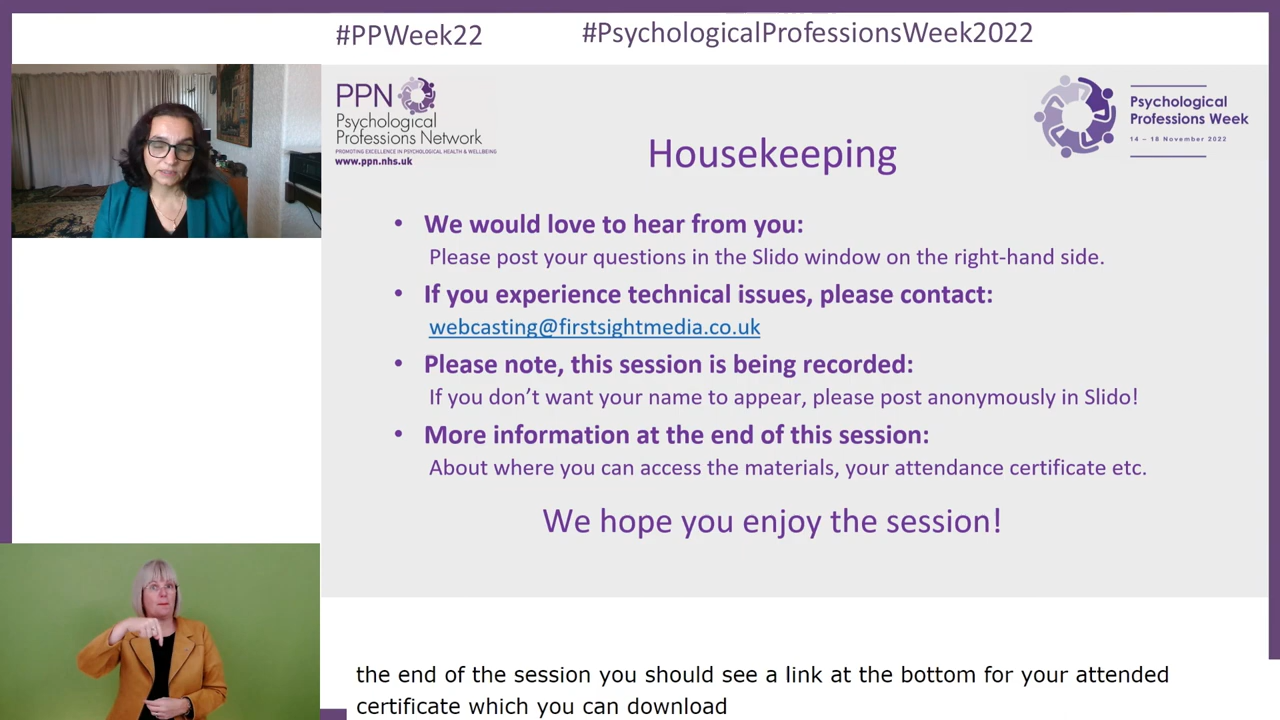 #PPWeek22
#PsychologicalProfessionsWeek2022
PPN
Psychological
Professions Network
PROMOTING EXCELLENCE IN PSYCHOLOGICAL HEALTH & WELLBEING
www.ppn.nhs.uk
Psychological
Professions Week
14 – 18 November 2022
Housekeeping
• We would love to hear from you:
Please post your questions in the Slido window on the right-hand side.
• If you experience technical issues, please contact:
webcasting@firstsightmedia.co.uk
• Please note, this session is being recorded:
If you don’t want your name to appear, please post anonymously in Slido!
• More information at the end of this session:
About where you can access the materials, your attendance certificate etc.
We hope you enjoy the session!
the end of the session you should see a link at the bottom for your attended
certificate which you can download